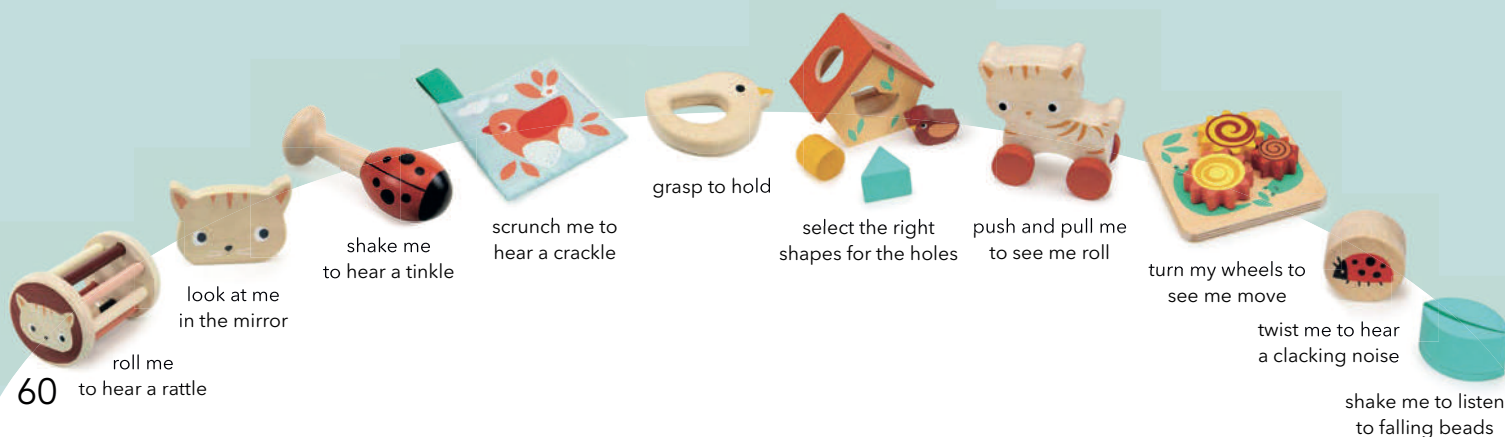 roll me
to hear a rattle
look at me
in the mirror
shake me
to hear a tinkle
scrunch me to
hear a crackle
grasp to hold
select the right
shapes for the holes
push and pull me
to see me roll
turn my wheels to
see me move
twist me to hear
a clacking noise
shake me to listen
to falling beads
60